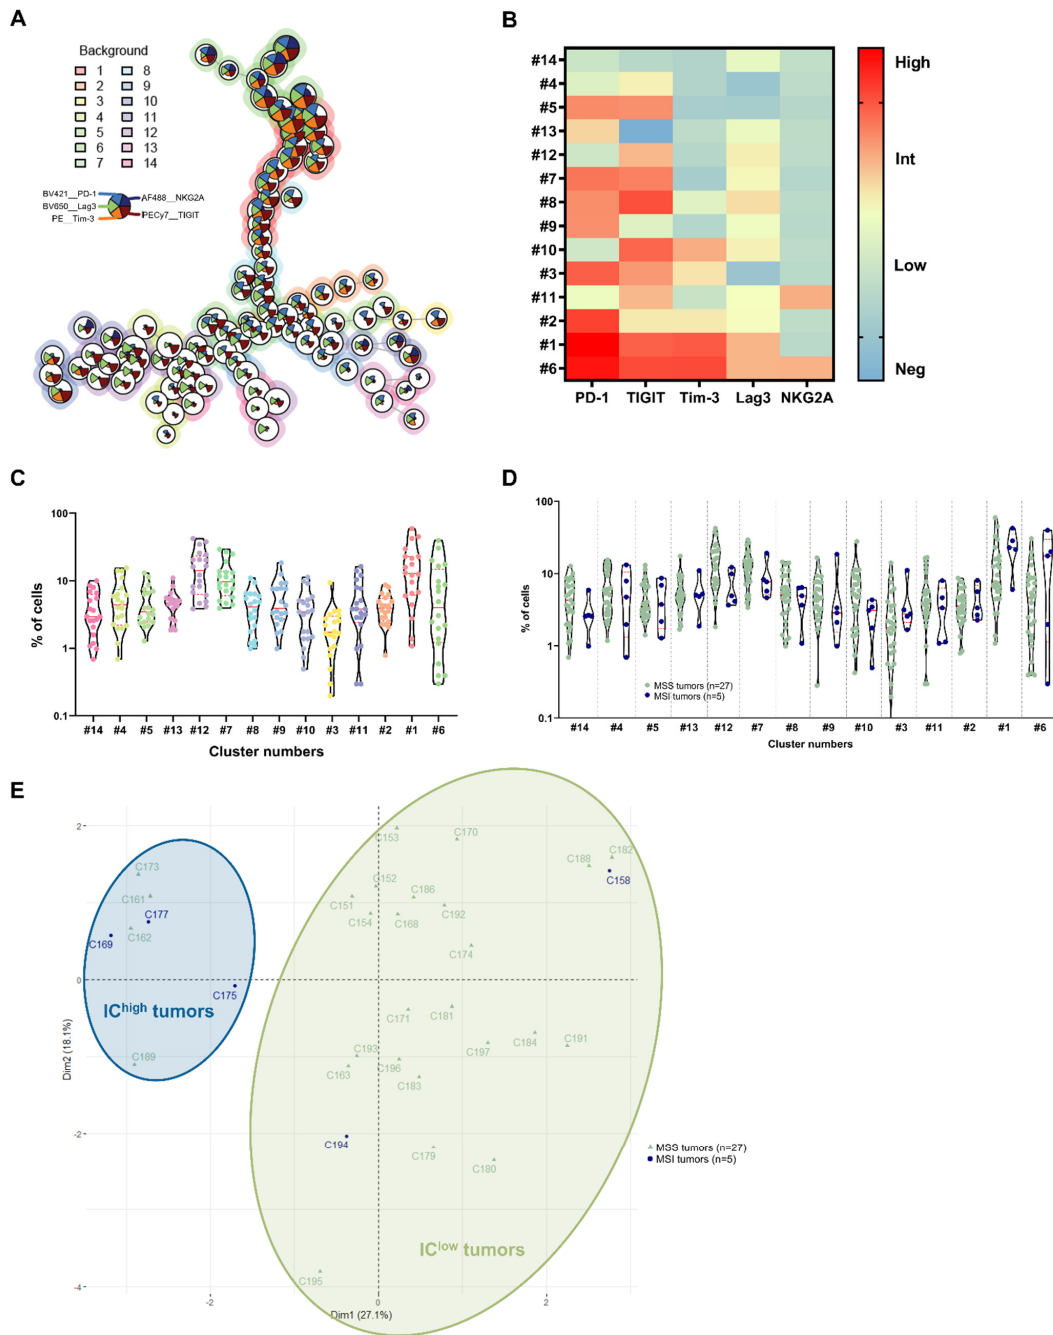 A
Background
1 8
2 9
3 10
4 11
5 12
6 13
7 14
BV421__PD-1
BV650__Lag3
PE__Tim-3
AF488__NKG2A
PECy7__TIGIT
B
#14
#4
#5
#13
#12
#7
#8
#9
#10
#3
#11
#2
#1
#6
PD-1 TIGIT Tim-3 Lag3 NKG2A
High
Int
Low
Neg
C
% of cells
100
10
1
0.1
#14 #4 #5 #13 #12 #7 #8 #9 #10 #3 #11 #2 #1 #6
Cluster numbers
D
% of cells
100
10
1
0.1
MSS tumors (n=27)
MSI tumors (n=5)
#14 #4 #5 #13 #12 #7 #8 #9 #10 #3 #11 #2 #1 #6
Cluster numbers
E
Dim2 (18.1%)
2
0
-2
-4
C153
C170
C182
C188
C158
C173
C152
C186
C161
C151
C192
C177
C154
C168
C162
C169
C174
C175
IChigh tumors
C171
C181
C189
C193
C197
C184
C191
C163
C196
C183
C194
C179
C180
MSS tumors (n=27)
MSI tumors (n=5)
IClow tumors
C195
-2 0 2
Dim1 (27.1%)